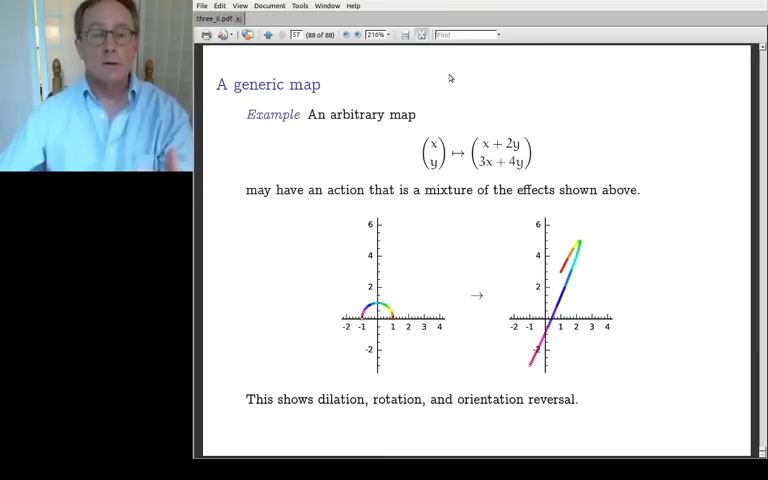 File Edit View Document Tools Window Help
three_ii.pdf
57 (88 of 88) 216% Find
A generic map
Example An arbitrary map
(x y) ↦ (x + 2y 3x + 4y)
may have an action that is a mixture of the effects shown above.
6 6
4 4
2 2
→
-2 -1 1 2 3 4 -2 -1 1 2 3 4
-2 -2
This shows dilation, rotation, and orientation reversal.